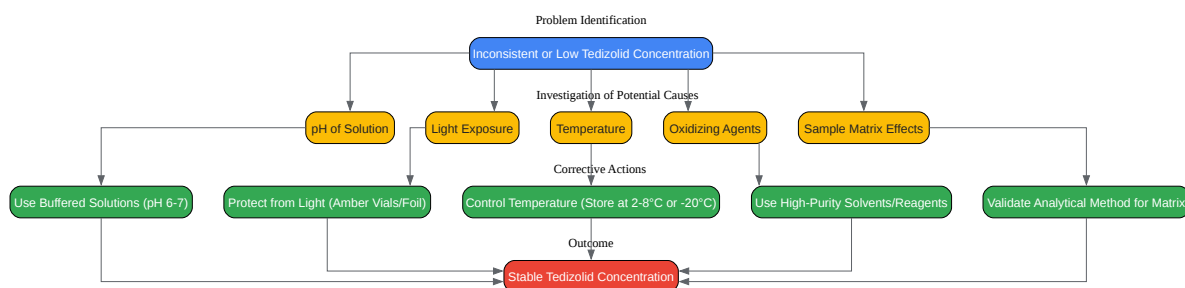 Problem Identification
Inconsistent or Low Tedizolid Concentration
Investigation of Potential Causes
pH of Solution
Light Exposure
Temperature
Oxidizing Agents
Sample Matrix Effects
Corrective Actions
Use Buffered Solutions (pH 6-7)
Protect from Light (Amber Vials/Foil)
Control Temperature (Store at 2-8°C or -20°C)
Use High-Purity Solvents/Reagents
Validate Analytical Method for Matrix
Outcome
Stable Tedizolid Concentration